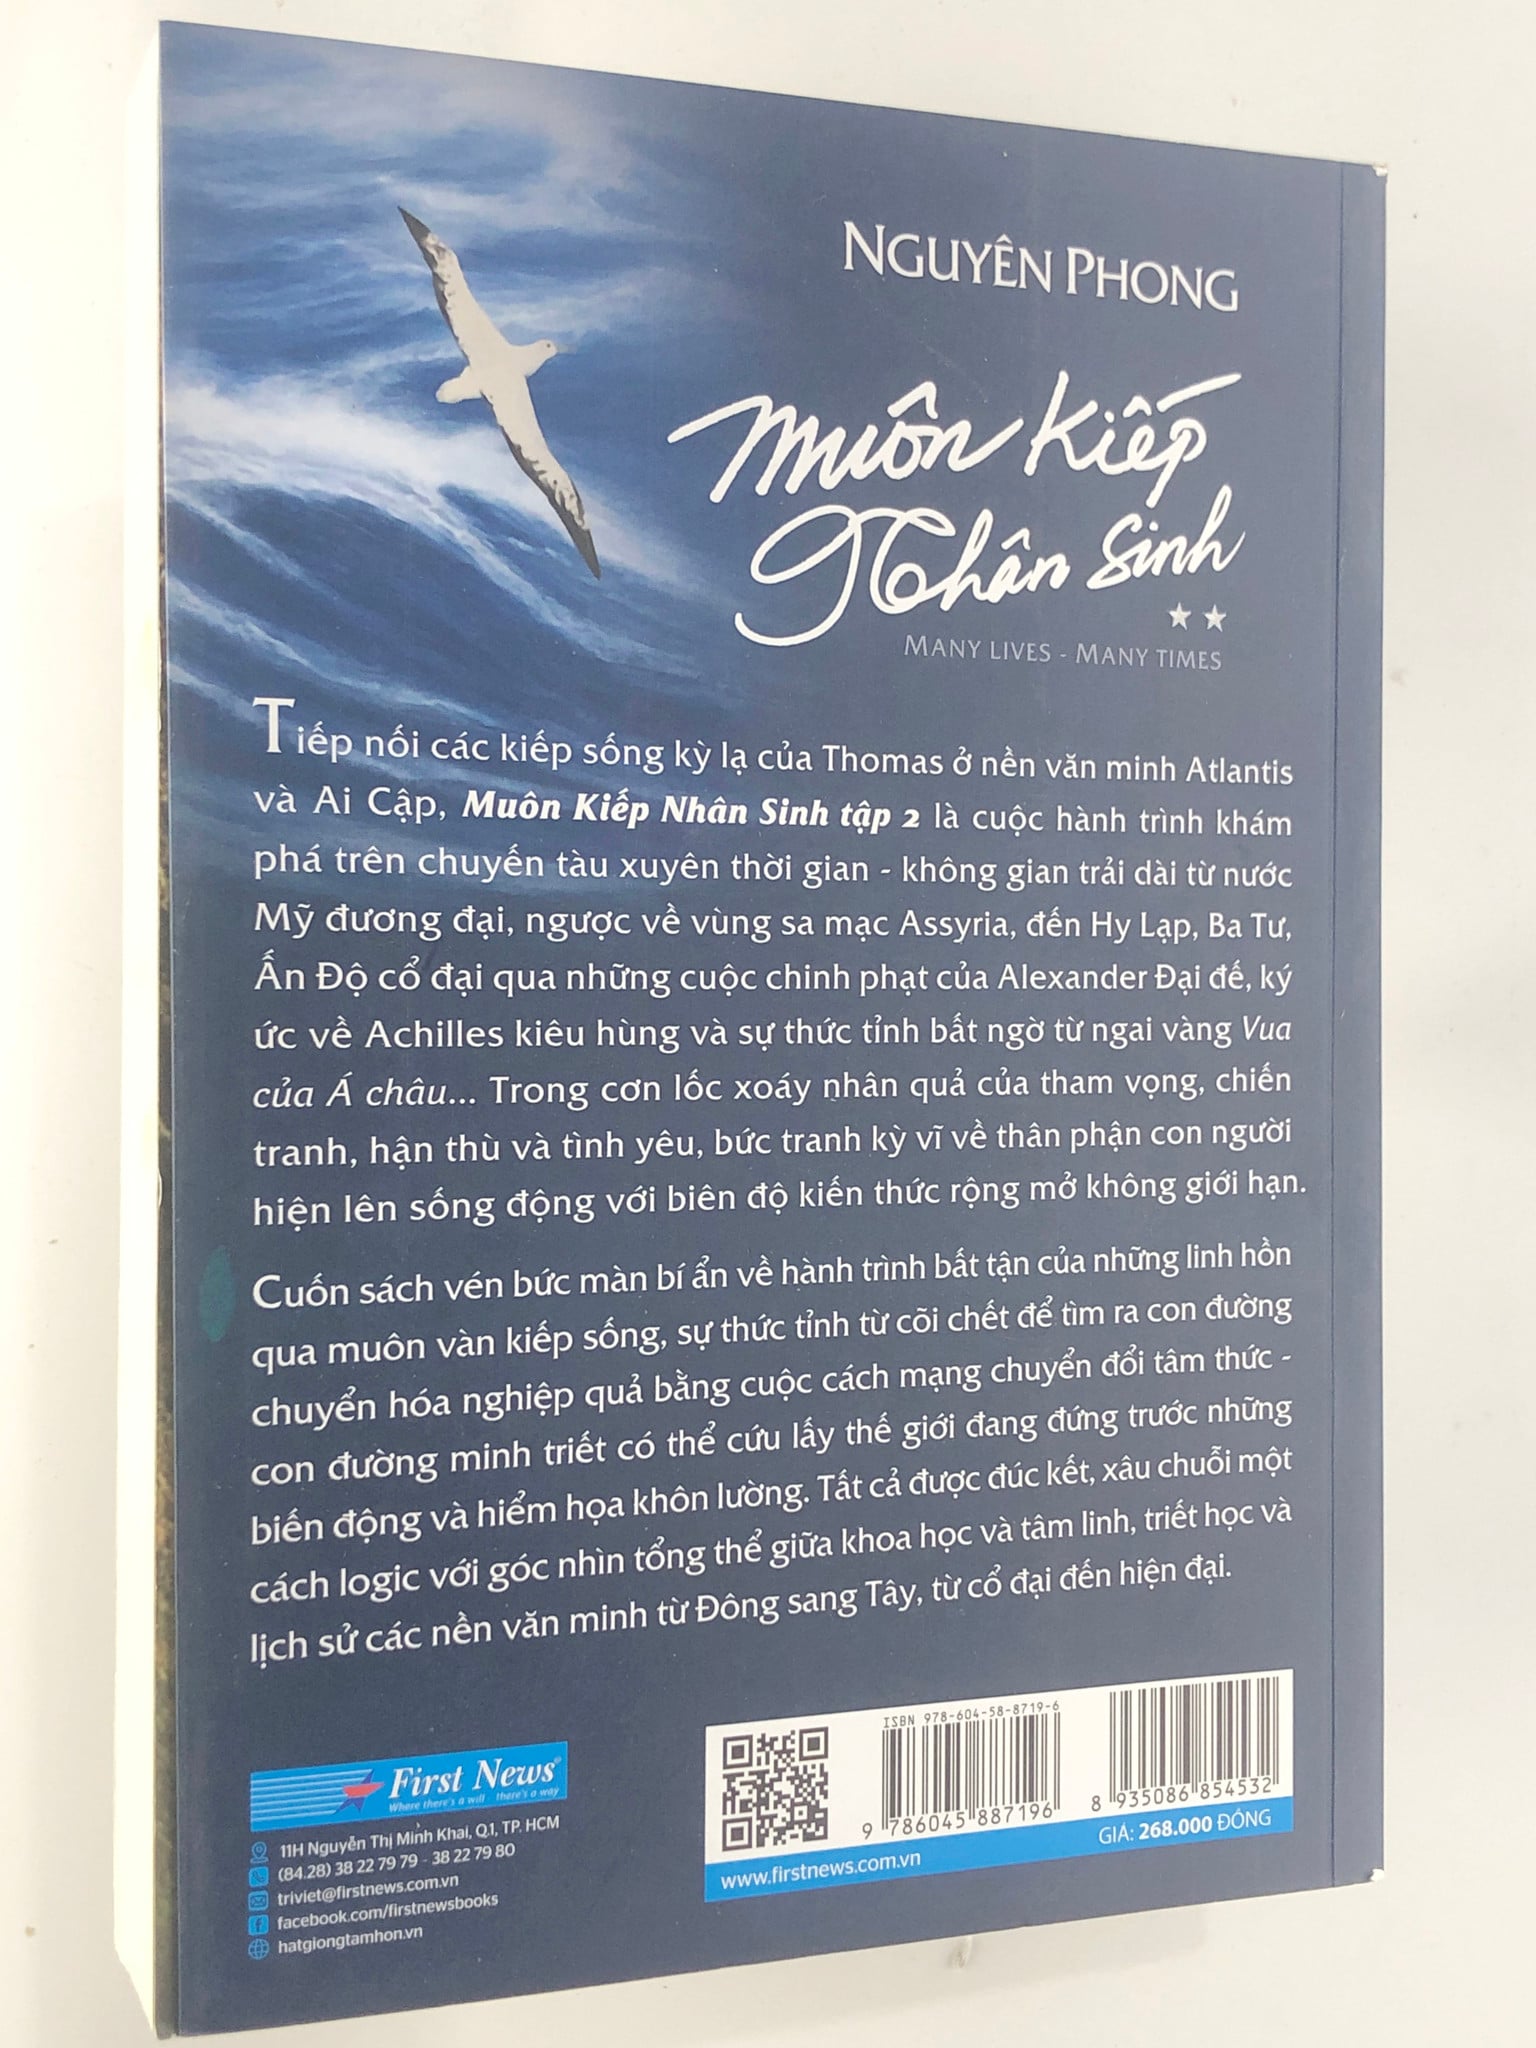 NGUYÊN PHONG
Muôn Kiếp
Nhân Sinh
MANY LIVES - MANY TIMES
Tiếp nối các kiếp sống kỳ lạ của Thomas ở nền văn minh Atlantis
và Ai Cập, Muôn Kiếp Nhân Sinh tập 2 là cuộc hành trình khám
phá trên chuyến tàu xuyên thời gian - không gian trải dài từ nước
Mỹ đương đại, ngược về vùng sa mạc Assyria, đến Hy Lạp, Ba Tư,
Ấn Độ cổ đại qua những cuộc chinh phạt của Alexander Đại đế, ký
ức về Achilles kiêu hùng và sự thức tỉnh bất ngờ từ ngai vàng Vua
của Á châu... Trong cơn lốc xoáy nhân quả của tham vọng, chiến
tranh, hận thù và tình yêu, bức tranh kỳ vĩ về thân phận con người
hiện lên sống động với biên độ kiến thức rộng mở không giới hạn.
Cuốn sách vén bức màn bí ẩn về hành trình bất tận của những linh hồn
qua muôn vàn kiếp sống, sự thức tỉnh từ cõi chết để tìm ra con đường
chuyển hóa nghiệp quả bằng cuộc cách mạng chuyển đổi tâm thức -
con đường minh triết có thể cứu lấy thế giới đang đứng trước những
biến động và hiểm họa khôn lường. Tất cả được đúc kết, xâu chuỗi một
cách logic với góc nhìn tổng thể giữa khoa học và tâm linh, triết học và
lịch sử các nền văn minh từ Đông sang Tây, từ cổ đại đến hiện đại.
First News®
Where there's a will - there's a way
11H Nguyễn Thị Minh Khai, Q.1, TP. HCM
(84.28) 38 22 79 79 - 38 22 79 80
triviet@firstnews.com.vn
facebook.com/firstnewsbooks
hatgiongtamhon.vn
ISBN 978-604-58-8719-6
9 786045 887196
8 935086 854532
www.firstnews.com.vn
GIÁ: 268.000 ĐỒNG